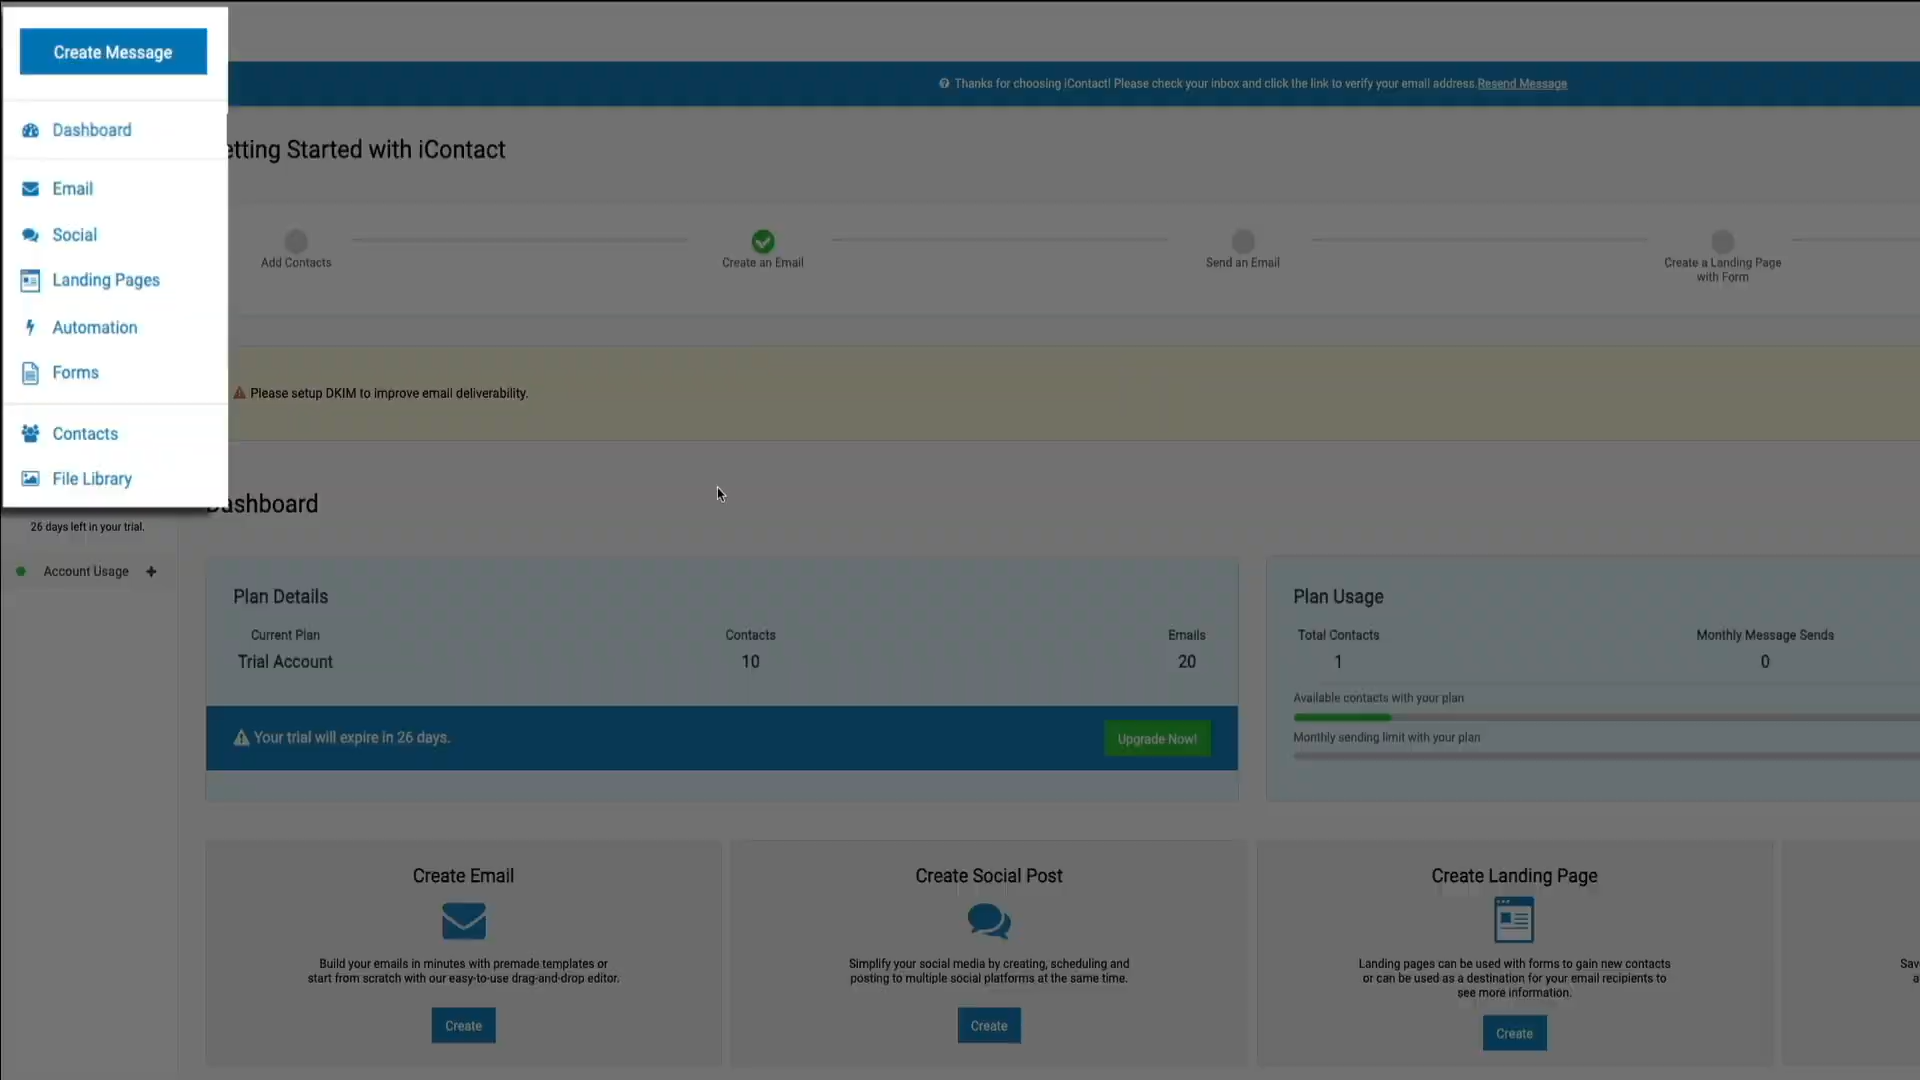 Create Message
Thanks for choosing iContact! Please check your inbox and click the link to verify your email address. Resend Message
Dashboard
etting Started with iContact
Email
Social
Landing Pages
Automation
Forms
Contacts
File Library
Add Contacts
Create an Email
Send an Email
Create a Landing Page
with Form
Please setup DKIM to improve email deliverability.
ashboard
26 days left in your trial.
Account Usage
Plan Details
Current Plan
Contacts
Emails
Trial Account
10
20
Your trial will expire in 26 days.
Upgrade Now!
Plan Usage
Total Contacts
Monthly Message Sends
1
0
Available contacts with your plan
Monthly sending limit with your plan
Create Email
Build your emails in minutes with premade templates or
start from scratch with our easy-to-use drag-and-drop editor.
Create
Create Social Post
Simplify your social media by creating, scheduling and
posting to multiple social platforms at the same time.
Create
Create Landing Page
Landing pages can be used with forms to gain new contacts
or can be used as a destination for your email recipients to
see more information.
Create